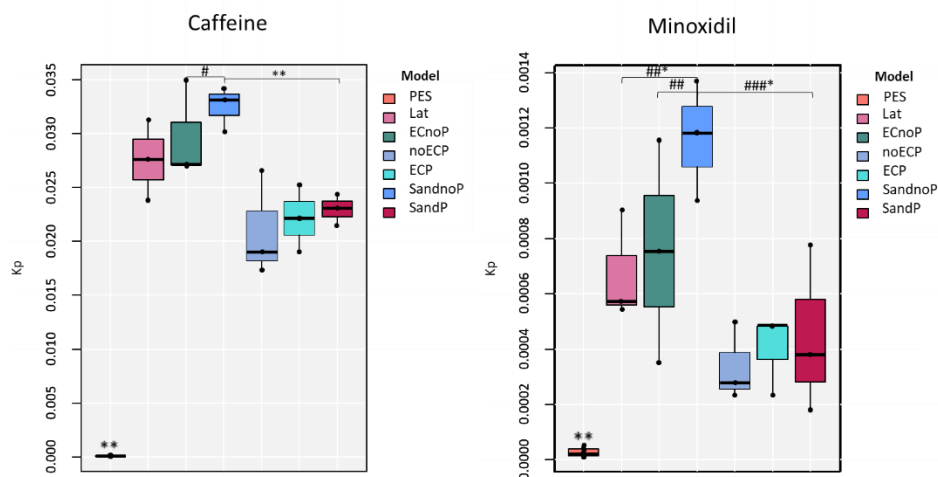 Caffeine
#
**
0.035
0.030
0.025
0.020
0.015
0.010
0.005
0.000
Kp
**
Model
PES
Lat
ECnoP
noECP
ECP
SandnoP
SandP
Minoxidil
##*
##
###*
0.0014
0.0012
0.0010
0.0008
0.0006
0.0004
0.0002
0.0000
Kp
**
Model
PES
Lat
ECnoP
noECP
ECP
SandnoP
SandP